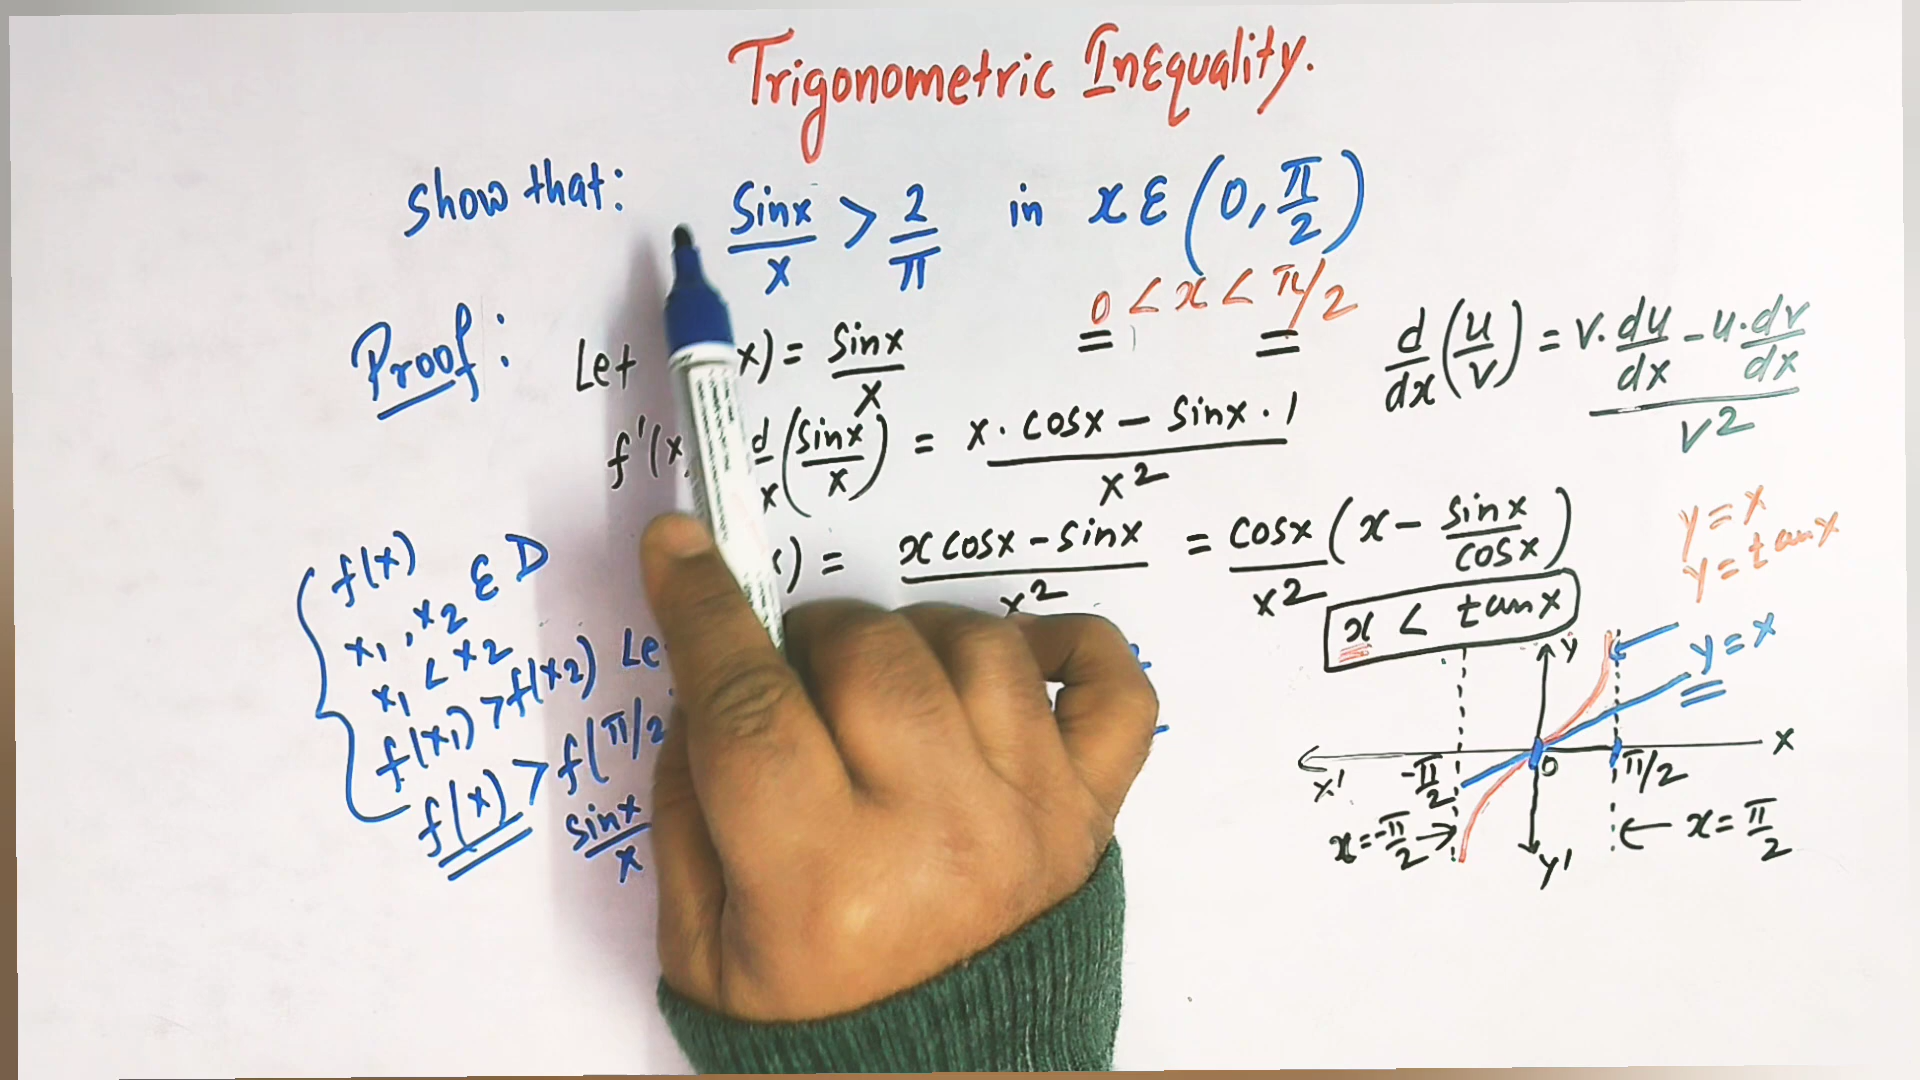 Trigonometric Inequality.
Show that: sinx/x > 2/π in x ε (0, π/2)
0 < x < π/2
Proof: Let x) = sinx/x
d/dx (u/v) = (v. du/dx - u. dv/dx)/v²
f'(x d/x (sinx/x) = (x. cosx - sinx. 1)/x²
) = (x cosx - sinx)/x² = cosx/x² (x - sinx/cosx)
y = x
y = tanx
x < tanx
f(x)
x₁, x₂ ε D
x₁ < x₂
f(x₁) > f(x₂) Le
f(x) > f(π/2
sinx/x
y
y = x
x' -π/2 0 π/2 x
x = -π/2 → ← x = π/2
y'